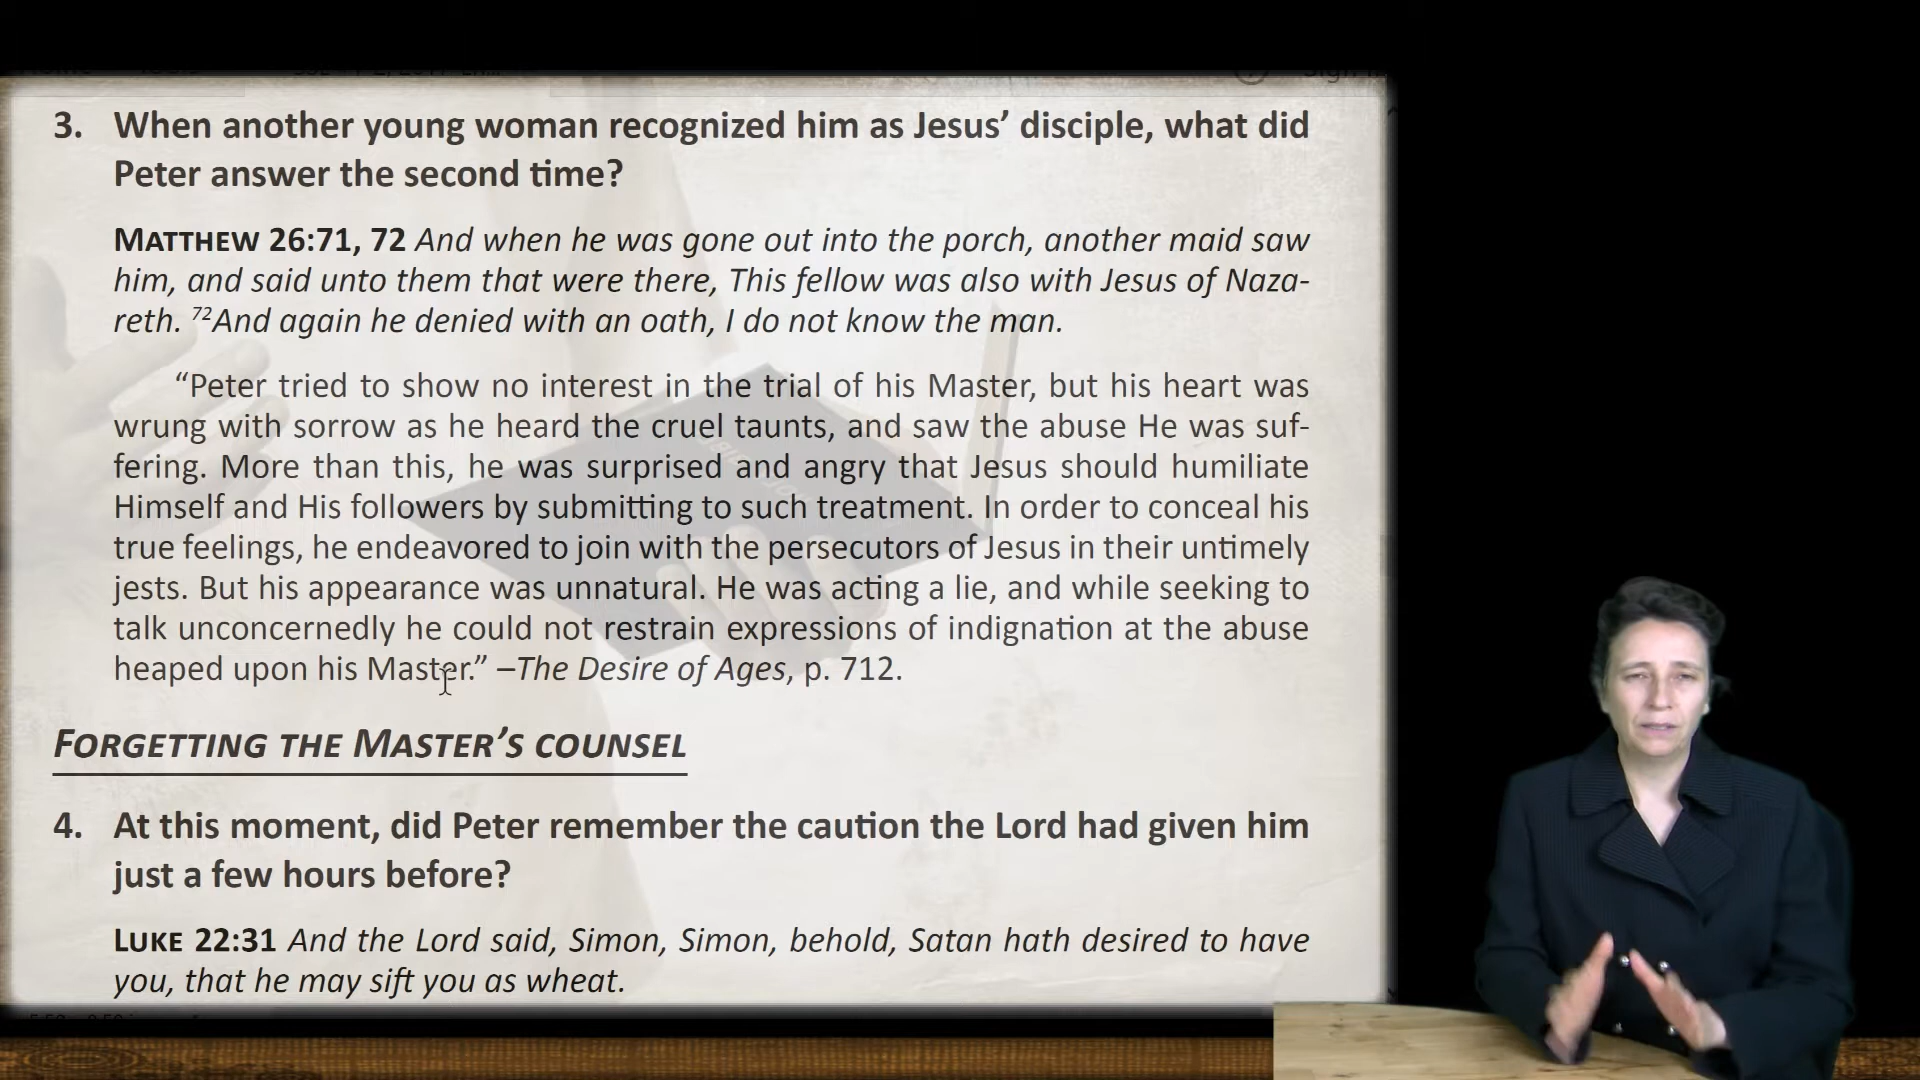 3. When another young woman recognized him as Jesus’ disciple, what did
Peter answer the second time?
MATTHEW 26:71, 72 And when he was gone out into the porch, another maid saw
him, and said unto them that were there, This fellow was also with Jesus of Naza-
reth. 72And again he denied with an oath, I do not know the man.
“Peter tried to show no interest in the trial of his Master, but his heart was
wrung with sorrow as he heard the cruel taunts, and saw the abuse He was suf-
fering. More than this, he was surprised and angry that Jesus should humiliate
Himself and His followers by submitting to such treatment. In order to conceal his
true feelings, he endeavored to join with the persecutors of Jesus in their untimely
jests. But his appearance was unnatural. He was acting a lie, and while seeking to
talk unconcernedly he could not restrain expressions of indignation at the abuse
heaped upon his Master.” –The Desire of Ages, p. 712.
FORGETTING THE MASTER’S COUNSEL
4. At this moment, did Peter remember the caution the Lord had given him
just a few hours before?
LUKE 22:31 And the Lord said, Simon, Simon, behold, Satan hath desired to have
you, that he may sift you as wheat.